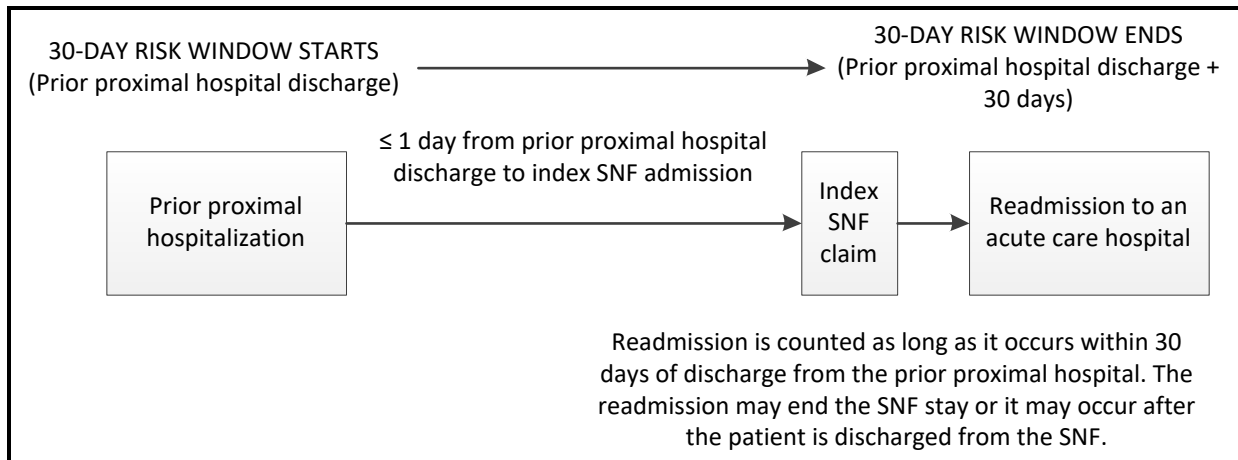 30-DAY RISK WINDOW STARTS
(Prior proximal hospital discharge)
30-DAY RISK WINDOW ENDS
(Prior proximal hospital discharge +
30 days)
≤ 1 day from prior proximal hospital
discharge to index SNF admission
Prior proximal
hospitalization
Index
SNF
claim
Readmission to an
acute care hospital
Readmission is counted as long as it occurs within 30
days of discharge from the prior proximal hospital. The
readmission may end the SNF stay or it may occur after
the patient is discharged from the SNF.